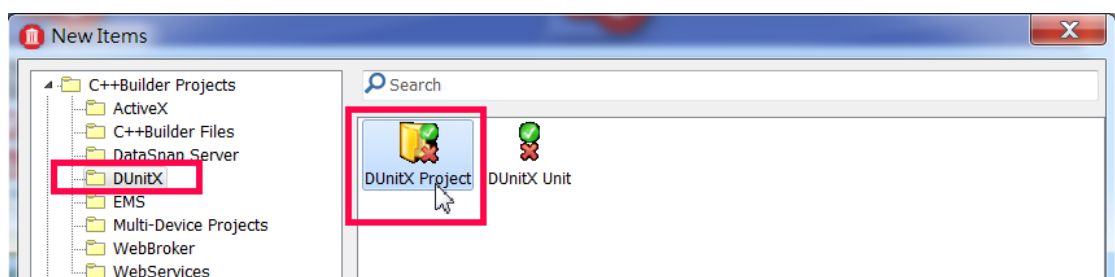 New Items
X
C++Builder Projects
ActiveX
C++Builder Files
DataSnap Server
DUnitX
EMS
Multi-Device Projects
WebBroker
WebServices
Search
DUnitX Project
DUnitX Unit